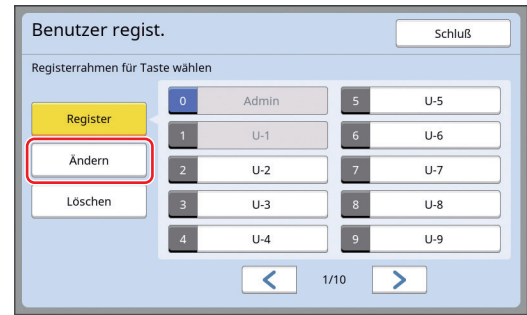 Benutzer regist.
Schluß
Registerrahmen für Taste wählen
Register
Ändern
Löschen
0 Admin
1 U-1
2 U-2
3 U-3
4 U-4
5 U-5
6 U-6
7 U-7
8 U-8
9 U-9
1/10